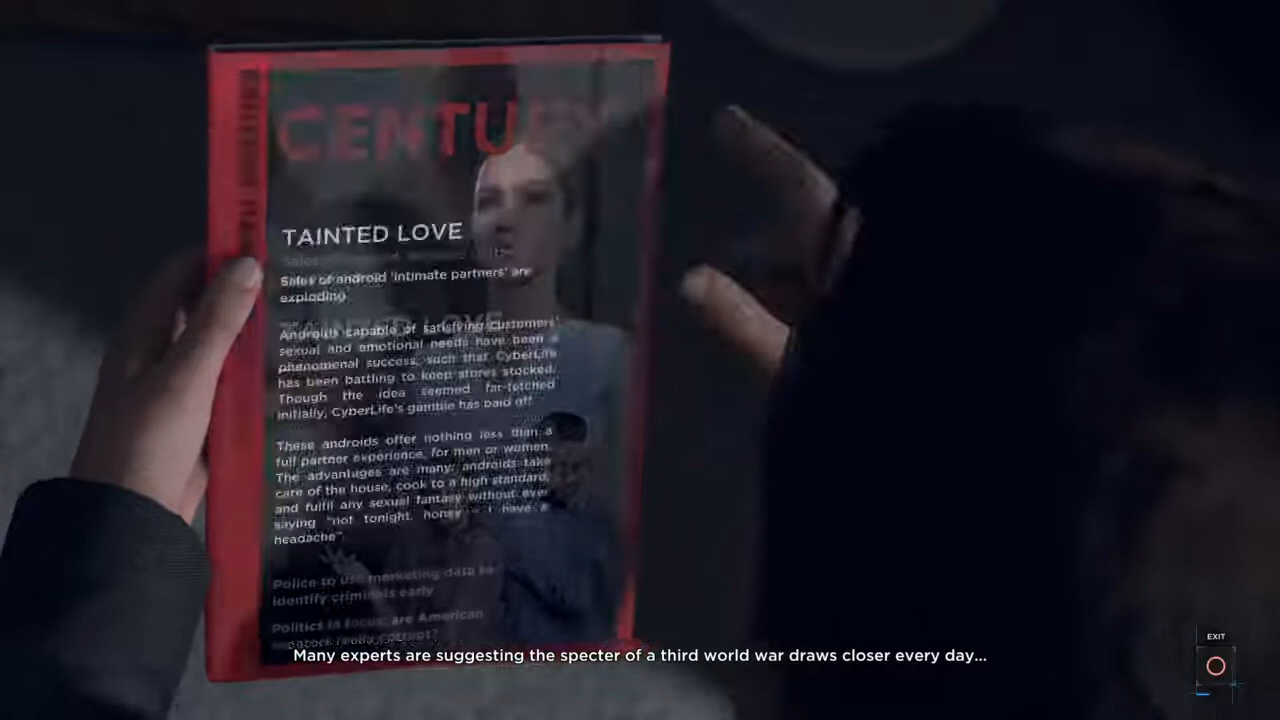 CENTURY
TAINTED LOVE
Sales of android 'intimate partners' are
exploding
TAINTED LOVE
Androids capable of satisfying customers'
sexual and emotional needs have been a
phenomenal success, such that CyberLife
has been battling to keep stores stocked.
Though the idea seemed far-fetched
initially, CyberLife's gamble has paid off.
These androids offer nothing less than a
full partner experience, for men or women.
The advantages are many: androids take
care of the house, cook to a high standard,
and fulfil any sexual fantasy without ever
saying "not tonight, honey - I have a
headache".
Police to use marketing data to
identify criminals early
Politics in focus: are American
corrupt?
Many experts are suggesting the specter of a third world war draws closer every day...
EXIT